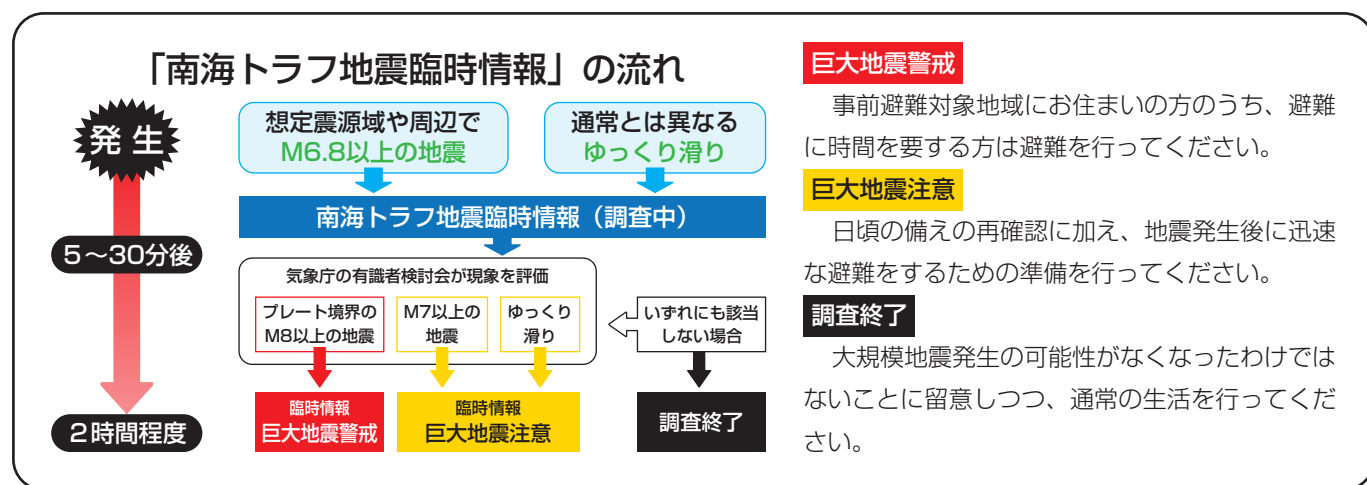 「南海トラフ地震臨時情報」の流れ
発生
5～30分後
2時間程度
想定震源域や周辺で
M6.8以上の地震
通常とは異なる
ゆっくり滑り
南海トラフ地震臨時情報（調査中）
気象庁の有識者検討会が現象を評価
プレート境界の
M8以上の地震
M7以上の
地震
ゆっくり
滑り
いずれにも該当
しない場合
臨時情報
巨大地震警戒
臨時情報
巨大地震注意
調査終了
巨大地震警戒
事前避難対象地域にお住まいの方のうち、避難
に時間を要する方は避難を行ってください。
巨大地震注意
日頃の備えの再確認に加え、地震発生後に迅速
な避難をするための準備を行ってください。
調査終了
大規模地震発生の可能性がなくなったわけでは
ないことに留意しつつ、通常の生活を行ってくだ
さい。